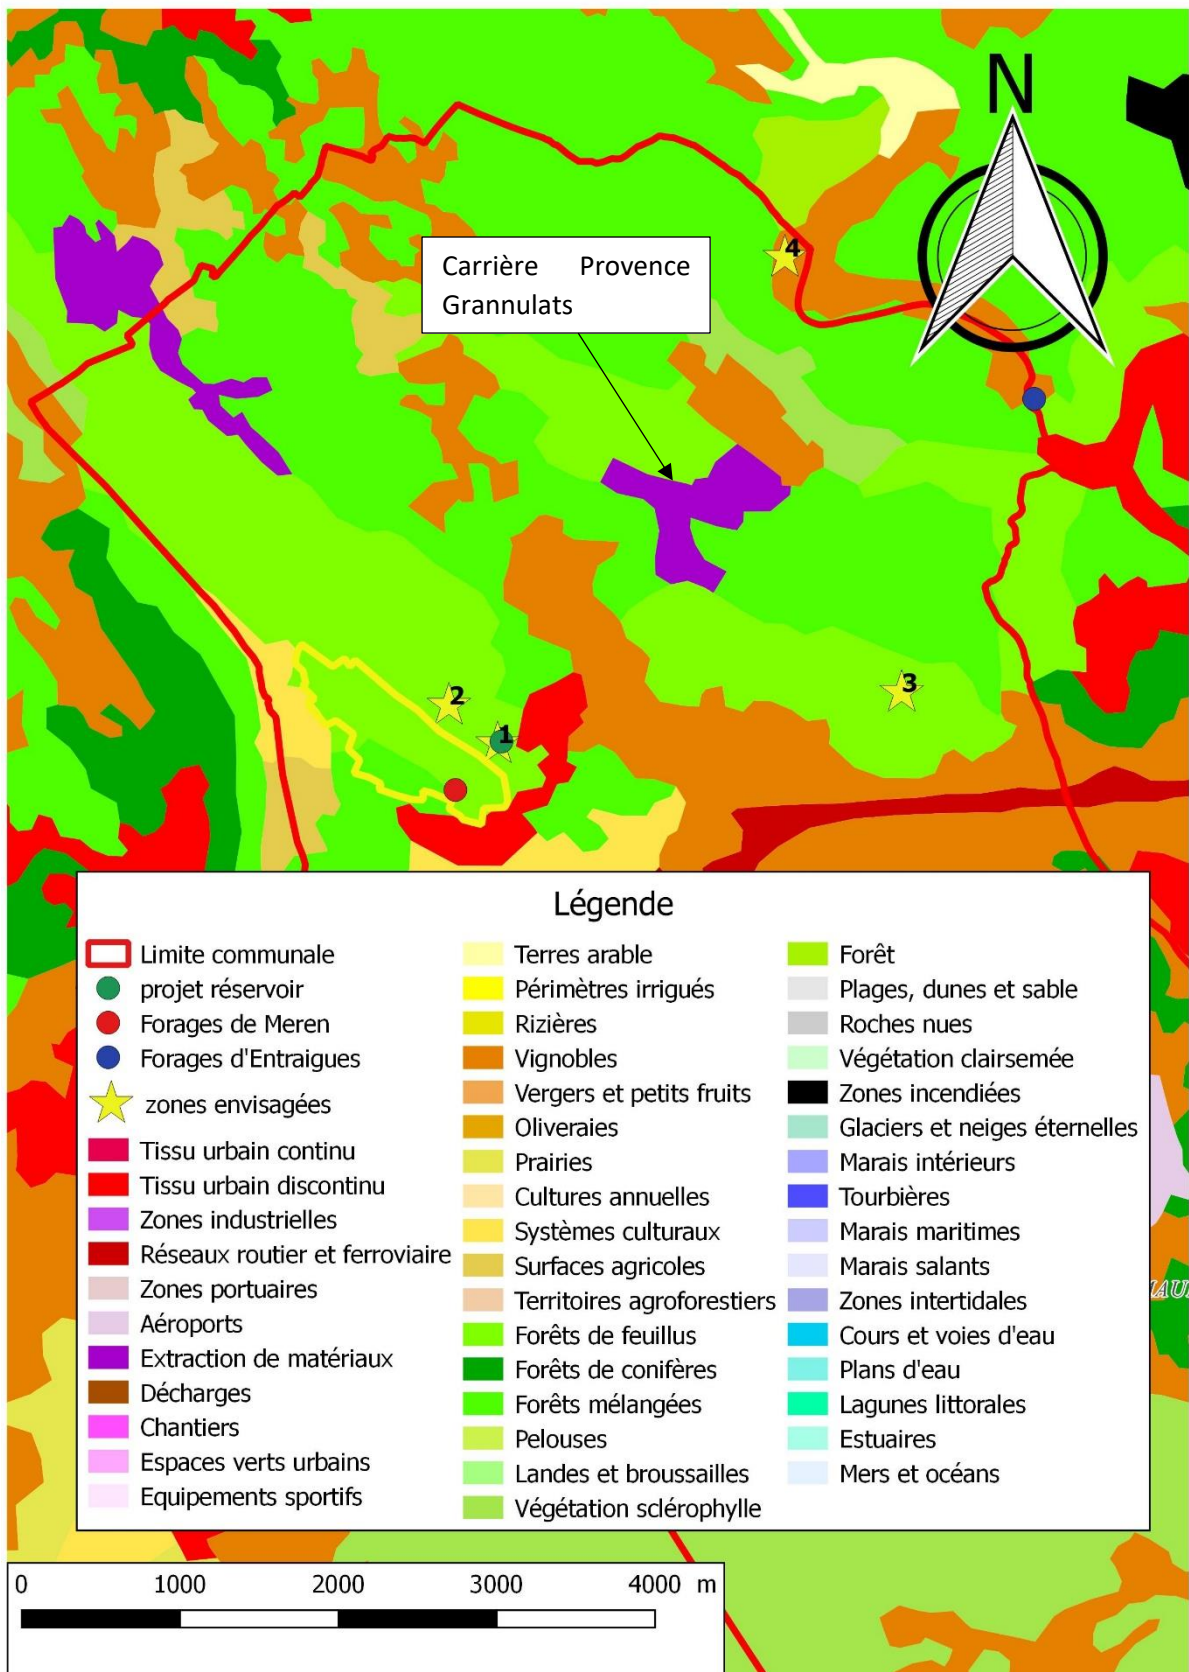 N
4
Carrière Provence
Grannulats
3
2
1
Légende
Limite communale
projet réservoir
Forages de Meren
Forages d'Entraigues
zones envisagées
Tissu urbain continu
Tissu urbain discontinu
Zones industrielles
Réseaux routier et ferroviaire
Zones portuaires
Aéroports
Extraction de matériaux
Décharges
Chantiers
Espaces verts urbains
Equipements sportifs
Terres arable
Périmètres irrigués
Rizières
Vignobles
Vergers et petits fruits
Oliveraies
Prairies
Cultures annuelles
Systèmes culturaux
Surfaces agricoles
Territoires agroforestiers
Forêts de feuillus
Forêts de conifères
Forêts mélangées
Pelouses
Landes et broussailles
Végétation sclérophylle
Forêt
Plages, dunes et sable
Roches nues
Végétation clairsemée
Zones incendiées
Glaciers et neiges éternelles
Marais intérieurs
Tourbières
Marais maritimes
Marais salants
Zones intertidales
Cours et voies d'eau
Plans d'eau
Lagunes littorales
Estuaires
Mers et océans
0 1000 2000 3000 4000 m